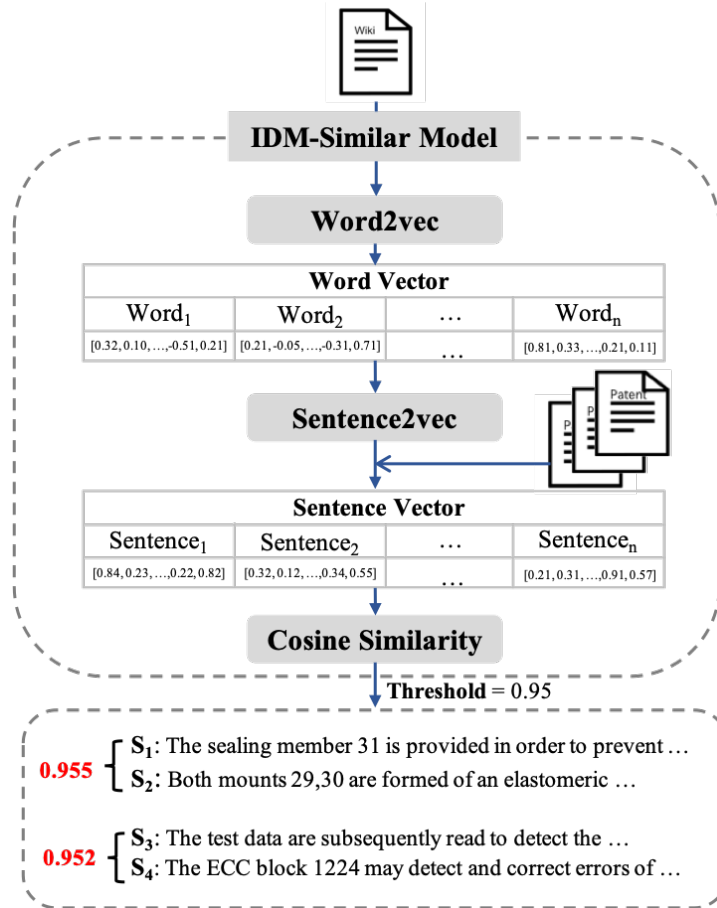 Wiki
IDM-Similar Model
Word2vec
Word Vector
Word1 Word2 … Wordn
[0.32, 0.10, …,-0.51, 0.21] [0.21, -0.05, …,-0.31, 0.71] … [0.81, 0.33, …,0.21, 0.11]
Patent
P P
Sentence2vec
Sentence Vector
Sentence1 Sentence2 … Sentencen
[0.84, 0.23, …,0.22, 0.82] [0.32, 0.12, …,0.34, 0.55] … [0.21, 0.31, …,0.91, 0.57]
Cosine Similarity
Threshold = 0.95
0.955
S1: The sealing member 31 is provided in order to prevent …
S2: Both mounts 29,30 are formed of an elastomeric …
0.952
S3: The test data are subsequently read to detect the …
S4: The ECC block 1224 may detect and correct errors of …